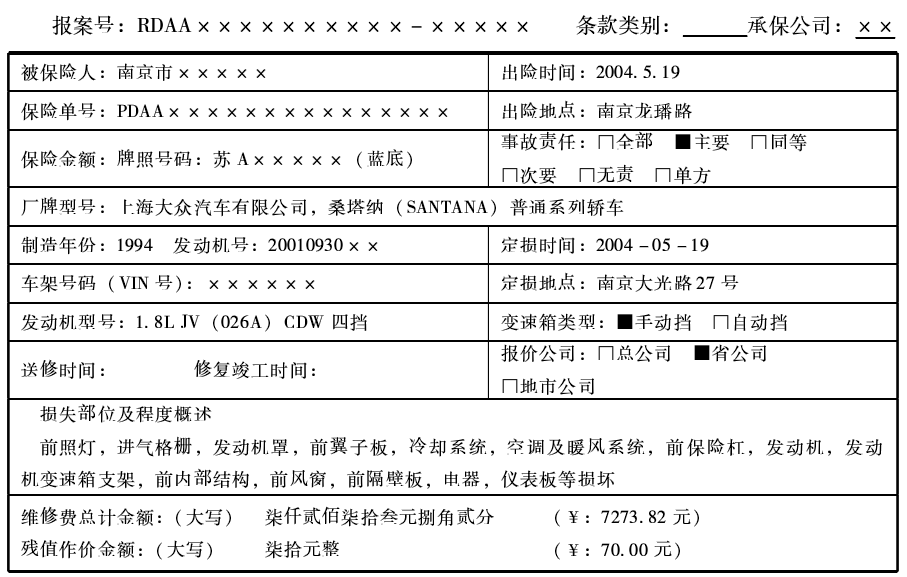 报案号：RDAA××××××××××－×××××　条款类别：______承保公司：××
被保险人：南京市×××××　出险时间：2004.5.19
保险单号：PDAA×××××××××××××××　出险地点：南京龙蟠路
保险金额：牌照号码：苏A×××××（蓝底）　事故责任：□全部　■主要　□同等
□次要　□无责　□单方
厂牌型号：上海大众汽车有限公司，桑塔纳（SANTANA）普通系列轿车
制造年份：1994　发动机号：20010930××　定损时间：2004－05－19
车架号码（VIN号）：××××××　定损地点：南京大光路27号
发动机型号：1.8L JV（026A）CDW四挡　变速箱类型：■手动挡　□自动挡
送修时间：　修复竣工时间：　报价公司：□总公司　■省公司
□地市公司
损失部位及程度概述
前照灯，进气格栅，发动机罩，前翼子板，冷却系统，空调及暖风系统，前保险杠，发动机，发动
机变速箱支架，前内部结构，前风窗，前隔壁板，电器，仪表板等损坏
维修费总计金额：（大写）　柒仟贰佰柒拾叁元捌角贰分　（¥：7273.82元）
残值作价金额：（大写）　柒拾元整　（¥：70.00元）